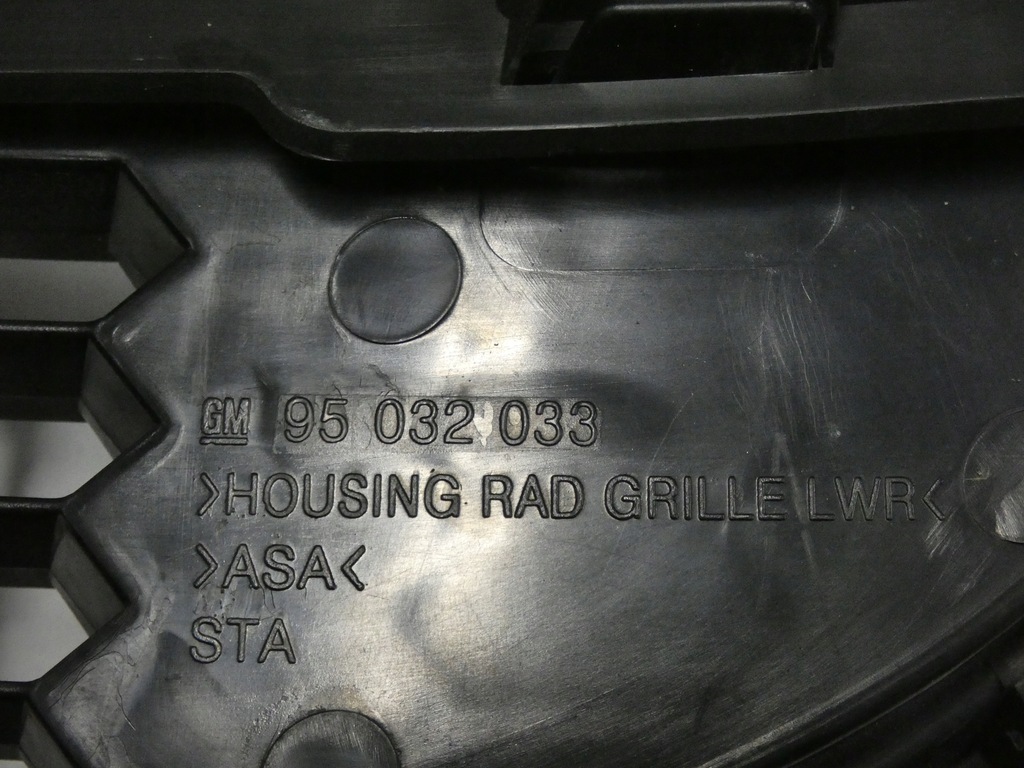 GM 95 032 033
>HOUSING RAD GRILLE LWR<
>ASA<
STA